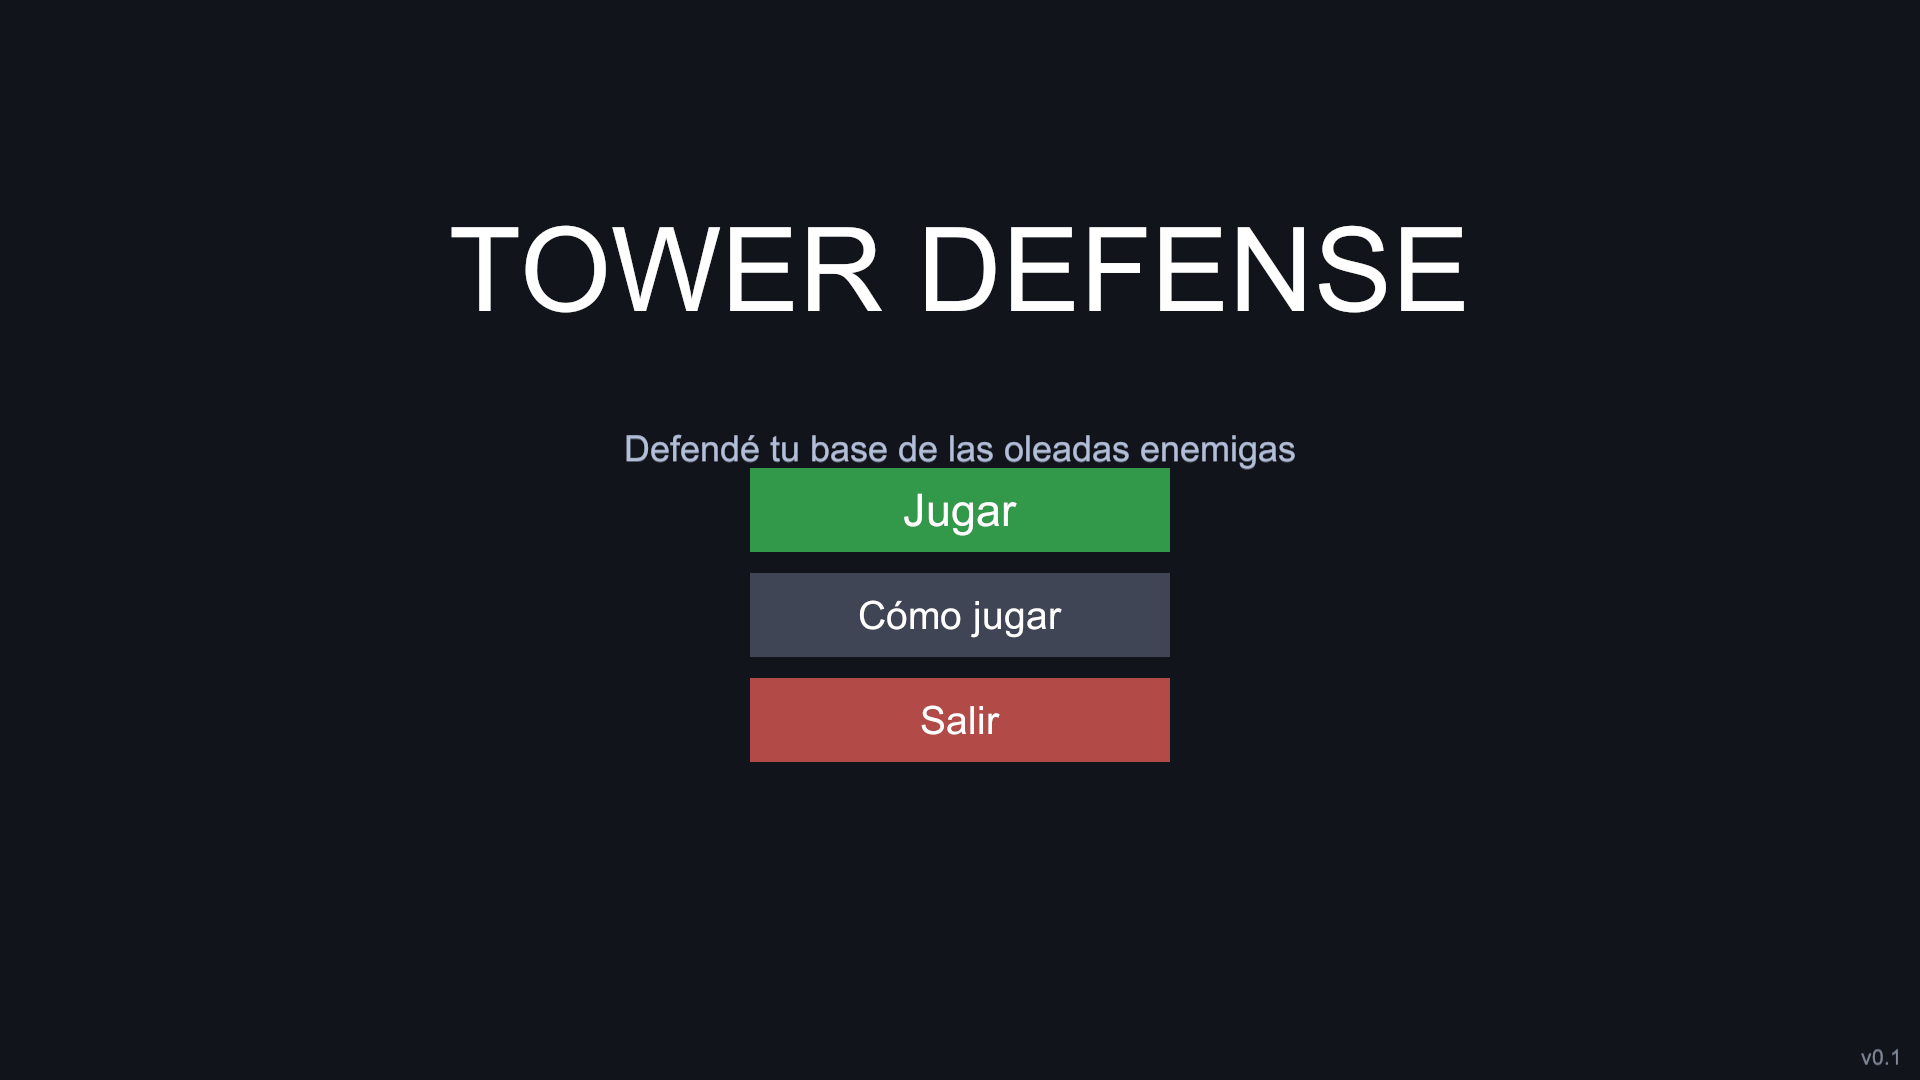 TOWER DEFENSE
Defendé tu base de las oleadas enemigas
Jugar
Cómo jugar
Salir
v0.1